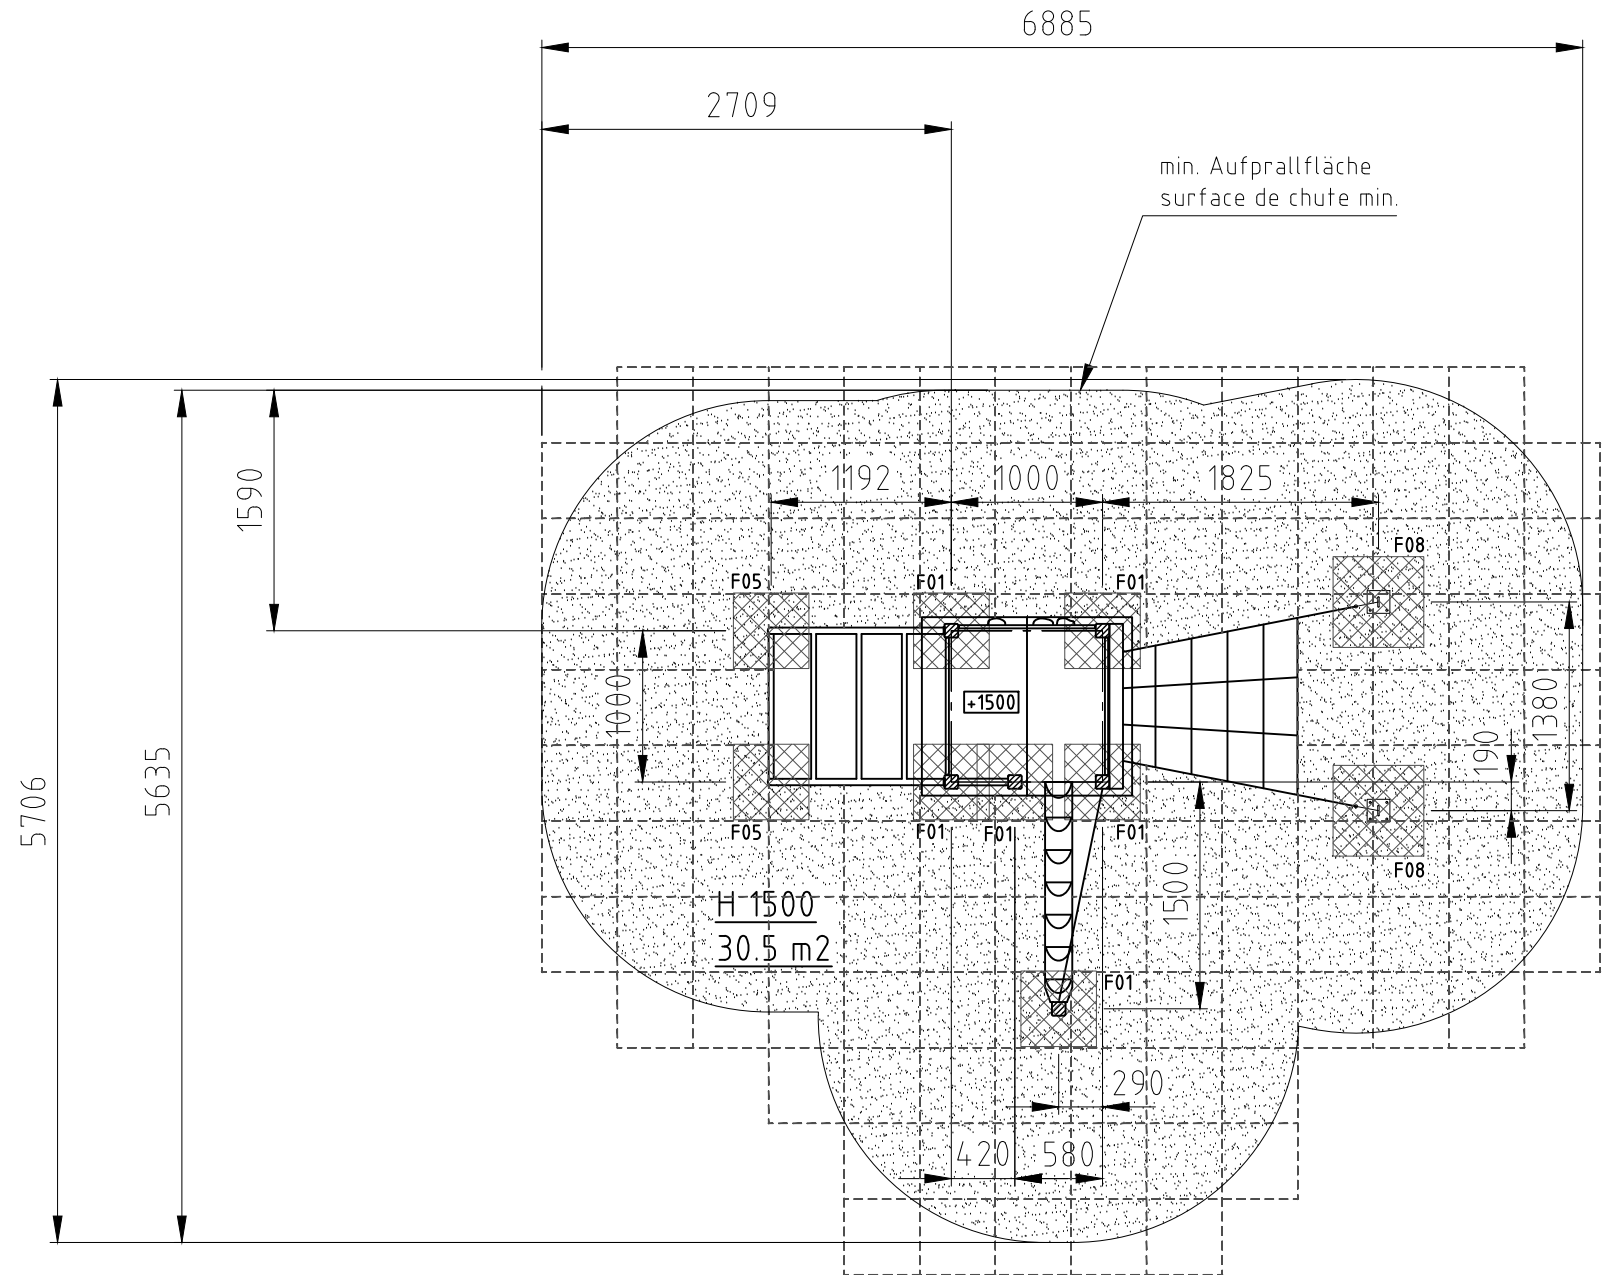 6885
2709
min. Aufprallfläche
surface de chute min.
1590
1192
1000
1825
F08
F05
F01
F01
1000
+1500
1380
190
5706
5635
F05
F01
F01
F01
F08
H 1500
30.5 m2
1500
F01
290
420
580